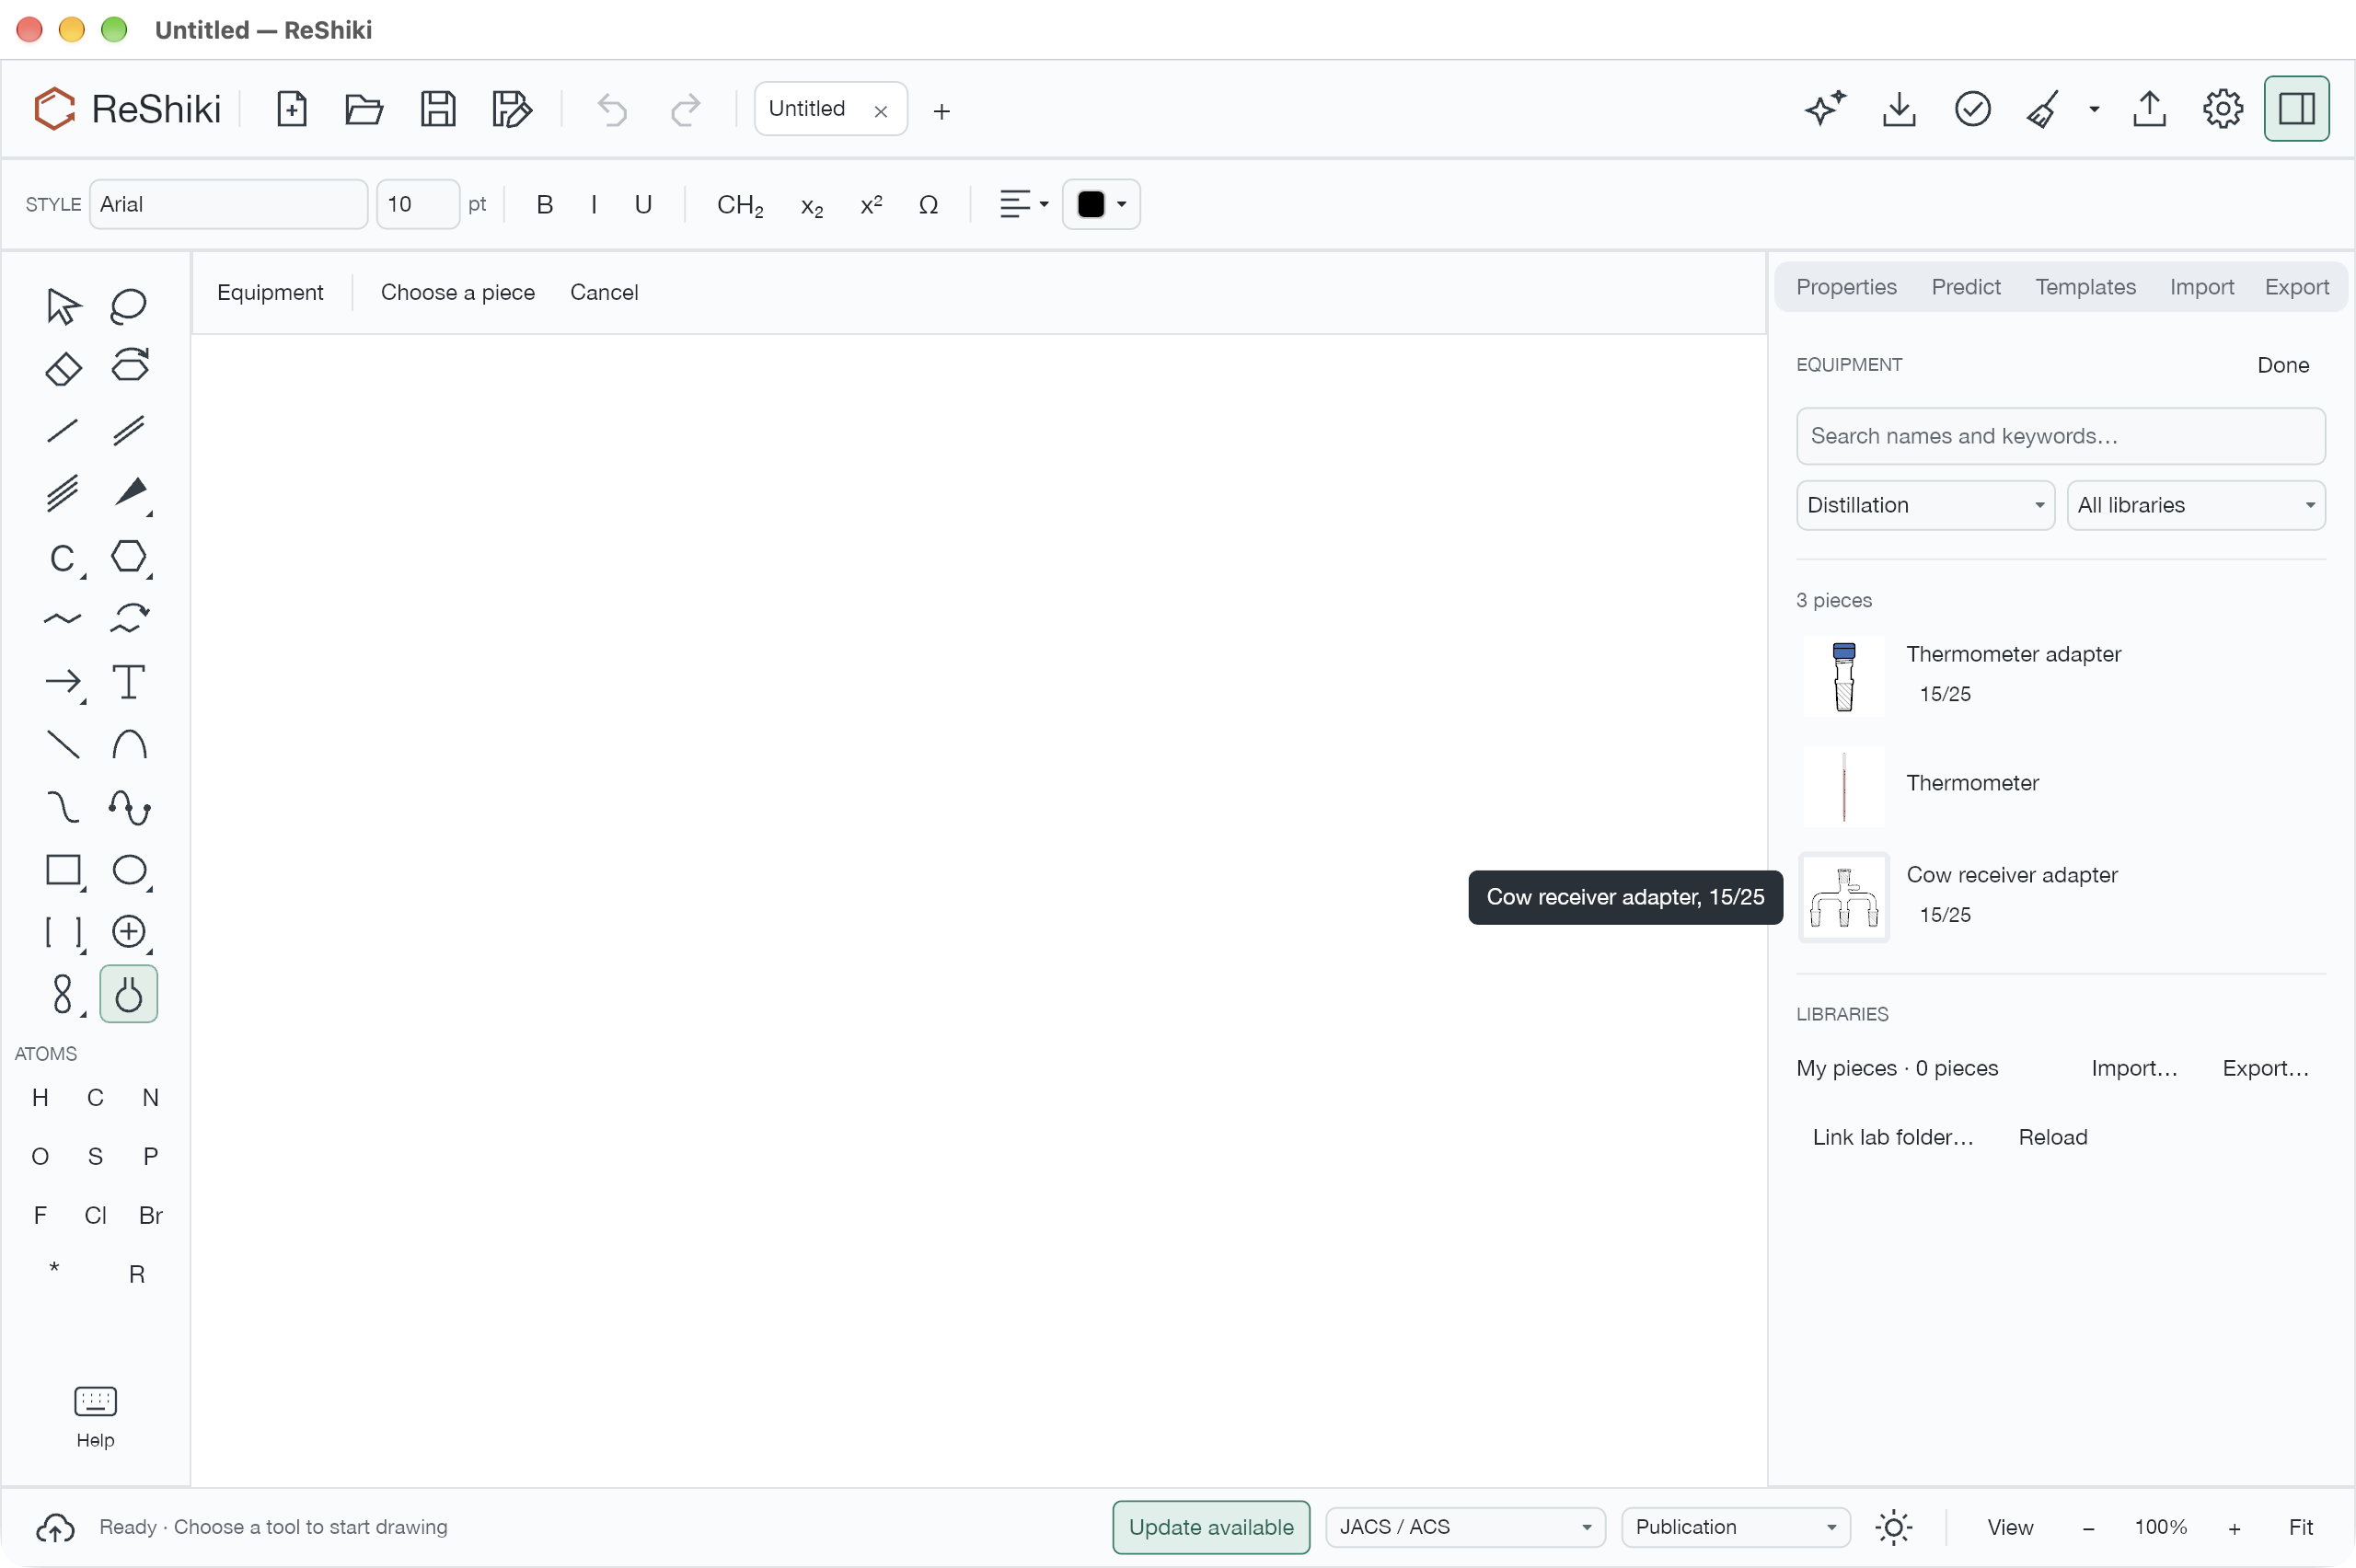 Untitled — ReShiki
ReShiki
Untitled × +
STYLE Arial 10 pt B I U CH₂ x₂ x² Ω
Equipment Choose a piece Cancel
Properties Predict Templates Import Export
EQUIPMENT Done
Search names and keywords...
Distillation All libraries
3 pieces
Thermometer adapter
15/25
Thermometer
Cow receiver adapter, 15/25
Cow receiver adapter
15/25
LIBRARIES
My pieces · 0 pieces Import... Export...
Link lab folder... Reload
C
T
ATOMS
H C N
O S P
F Cl Br
* R
Help
Ready · Choose a tool to start drawing
Update available JACS / ACS Publication View – 100% + Fit